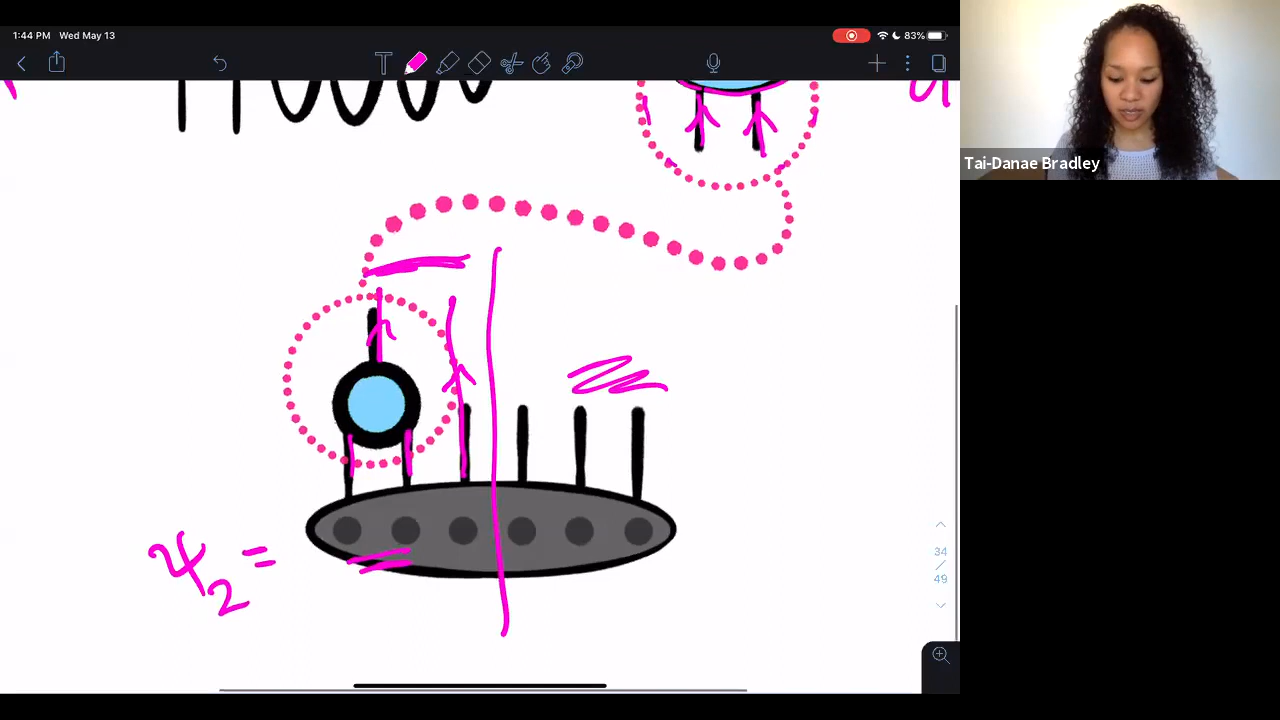 1:44 PM Wed May 13
83%
T
Tai-Danae Bradley
34
/
49
ψ₂ =